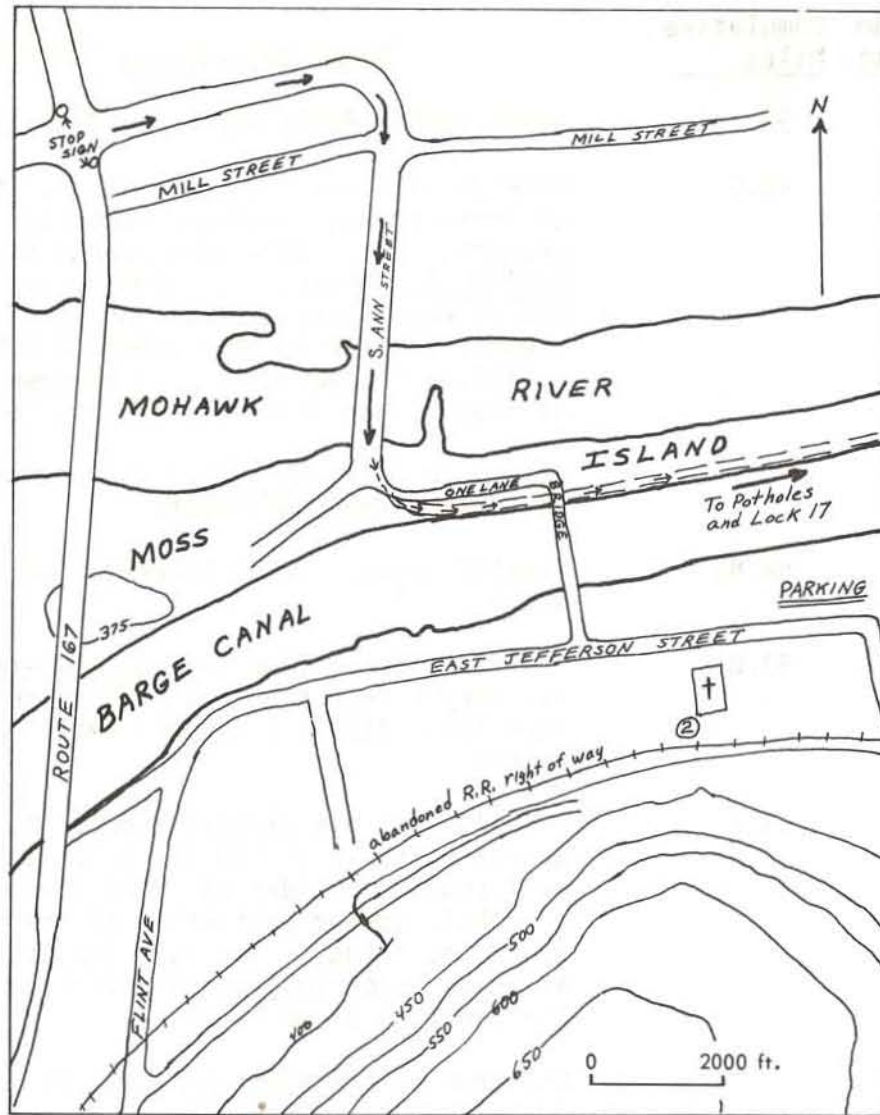 N
STOP
SIGN
MILL STREET
MILL STREET
S. ANN STREET
MOHAWK
RIVER
ISLAND
ONE LANE
BRIDGE
To Potholes
and Lock 17
MOSS
375
PARKING
BARGE CANAL
EAST JEFFERSON STREET
ROUTE 167
2
abandoned R.R. right of way
FLINT AVE
400
450
500
550
600
650
0 2000 ft.